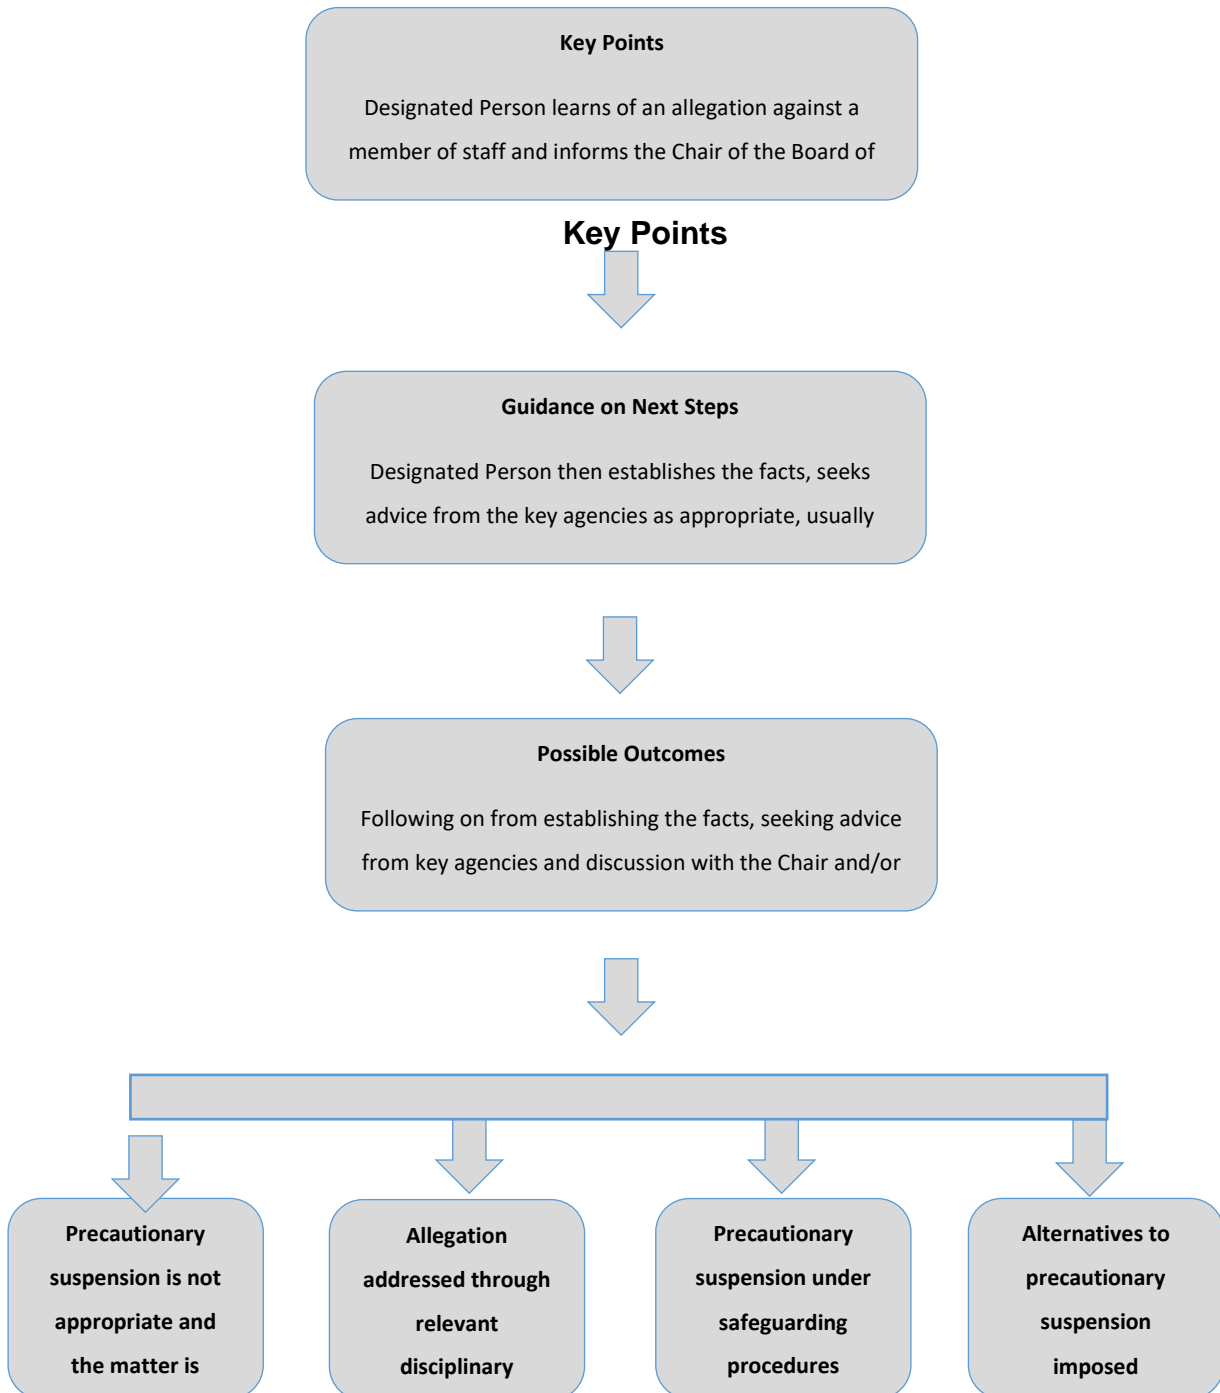 Key Points
Designated Person learns of an allegation against a
member of staff and informs the Chair of the Board of
Key Points
Guidance on Next Steps
Designated Person then establishes the facts, seeks
advice from the key agencies as appropriate, usually
Possible Outcomes
Following on from establishing the facts, seeking advice
from key agencies and discussion with the Chair and/or
Precautionary
suspension is not
appropriate and
the matter is
Allegation
addressed through
relevant
disciplinary
Precautionary
suspension under
safeguarding
procedures
Alternatives to
precautionary
suspension
imposed